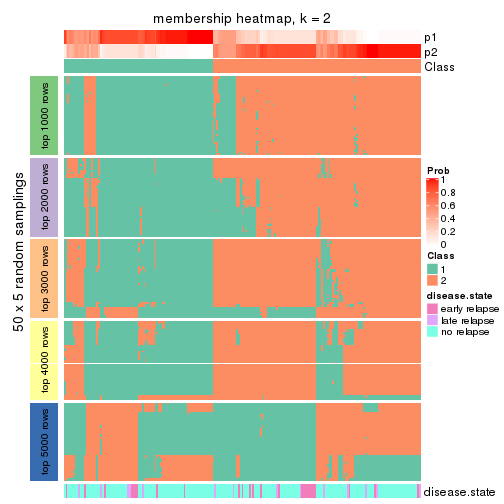 membership heatmap, k = 2
p1
p2
Class
50 x 5 random samplings
top 1000 rows
top 2000 rows
top 3000 rows
top 4000 rows
top 5000 rows
Prob
1
0.8
0.6
0.4
0.2
0
Class
1
2
disease.state
early relapse
late relapse
no relapse
disease.state